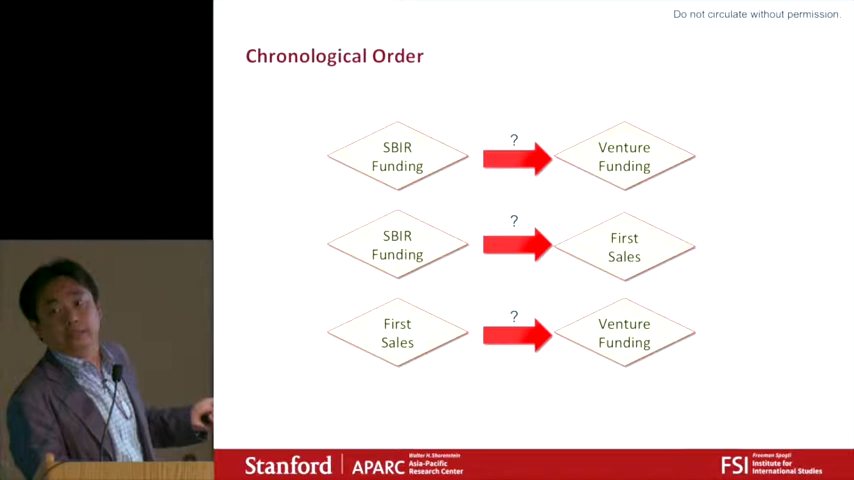 Do not circulate without permission.
Chronological Order
SBIR
Funding
?
Venture
Funding
SBIR
Funding
?
First
Sales
First
Sales
?
Venture
Funding
Stanford
APARC
Walter H. Shorenstein
Asia-Pacific
Research Center
FSI
Freeman Spogli
Institute for
International Studies